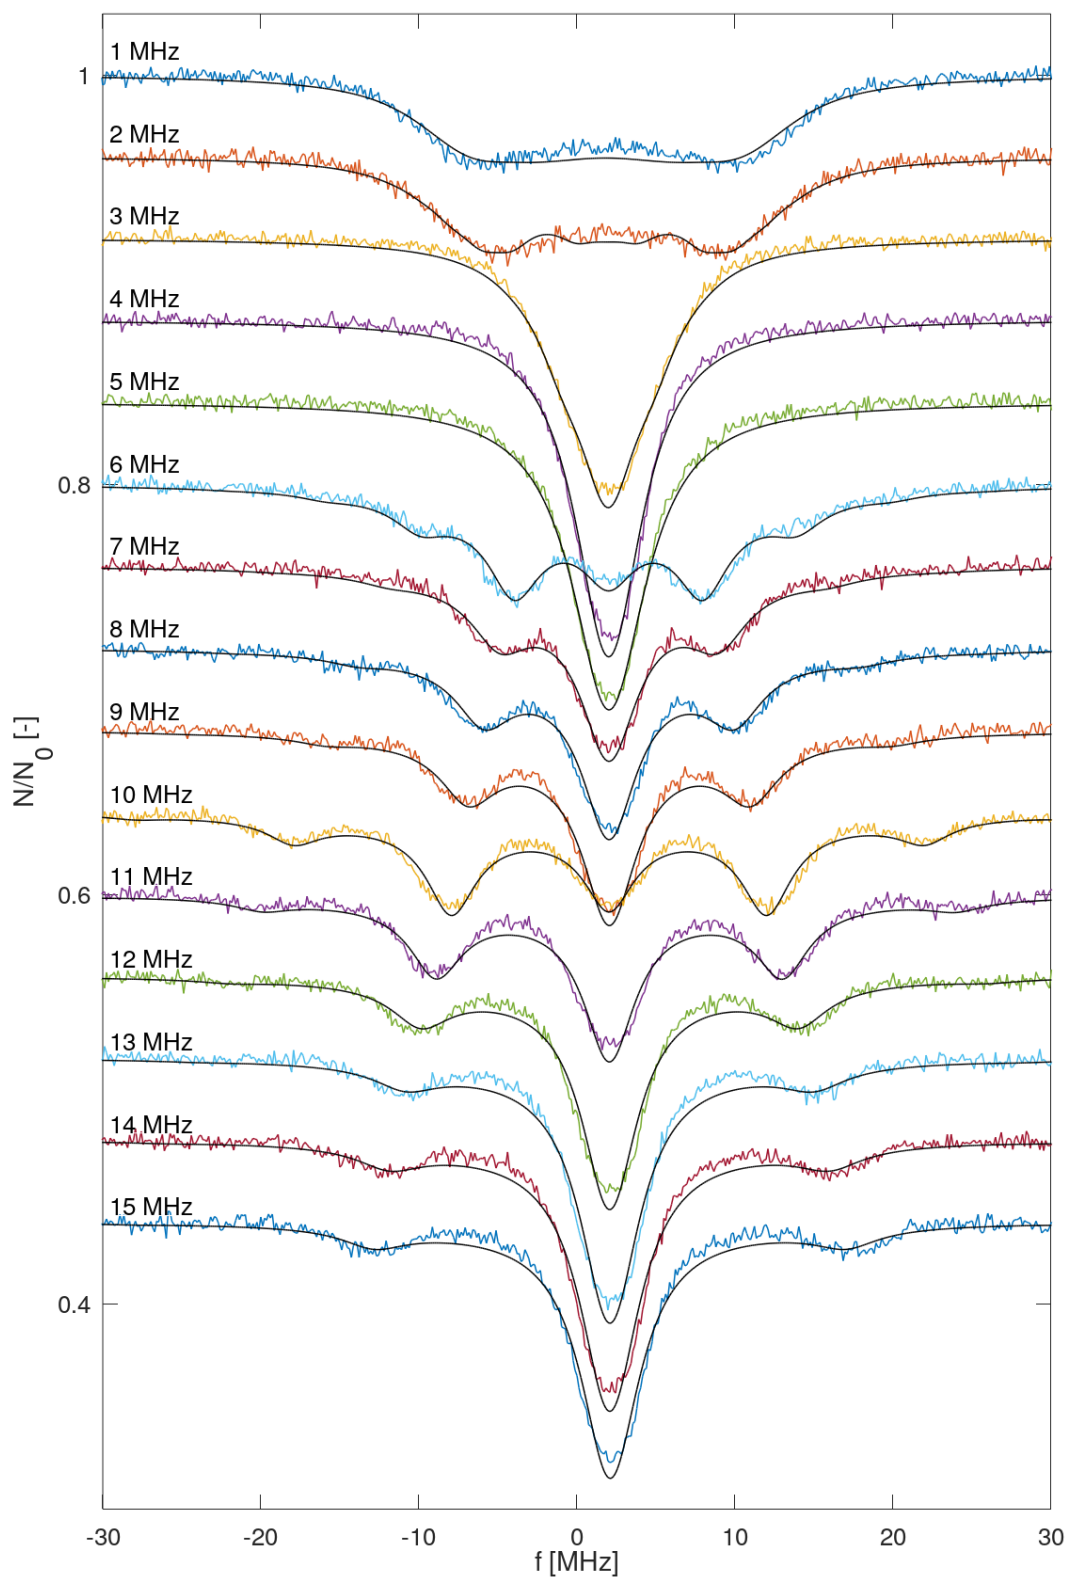 1 MHz
1
2 MHz
3 MHz
4 MHz
5 MHz
6 MHz
0.8
7 MHz
8 MHz
9 MHz
N/N0 [-]
10 MHz
11 MHz
0.6
12 MHz
13 MHz
14 MHz
15 MHz
0.4
-30 -20 -10 0 10 20 30
f [MHz]